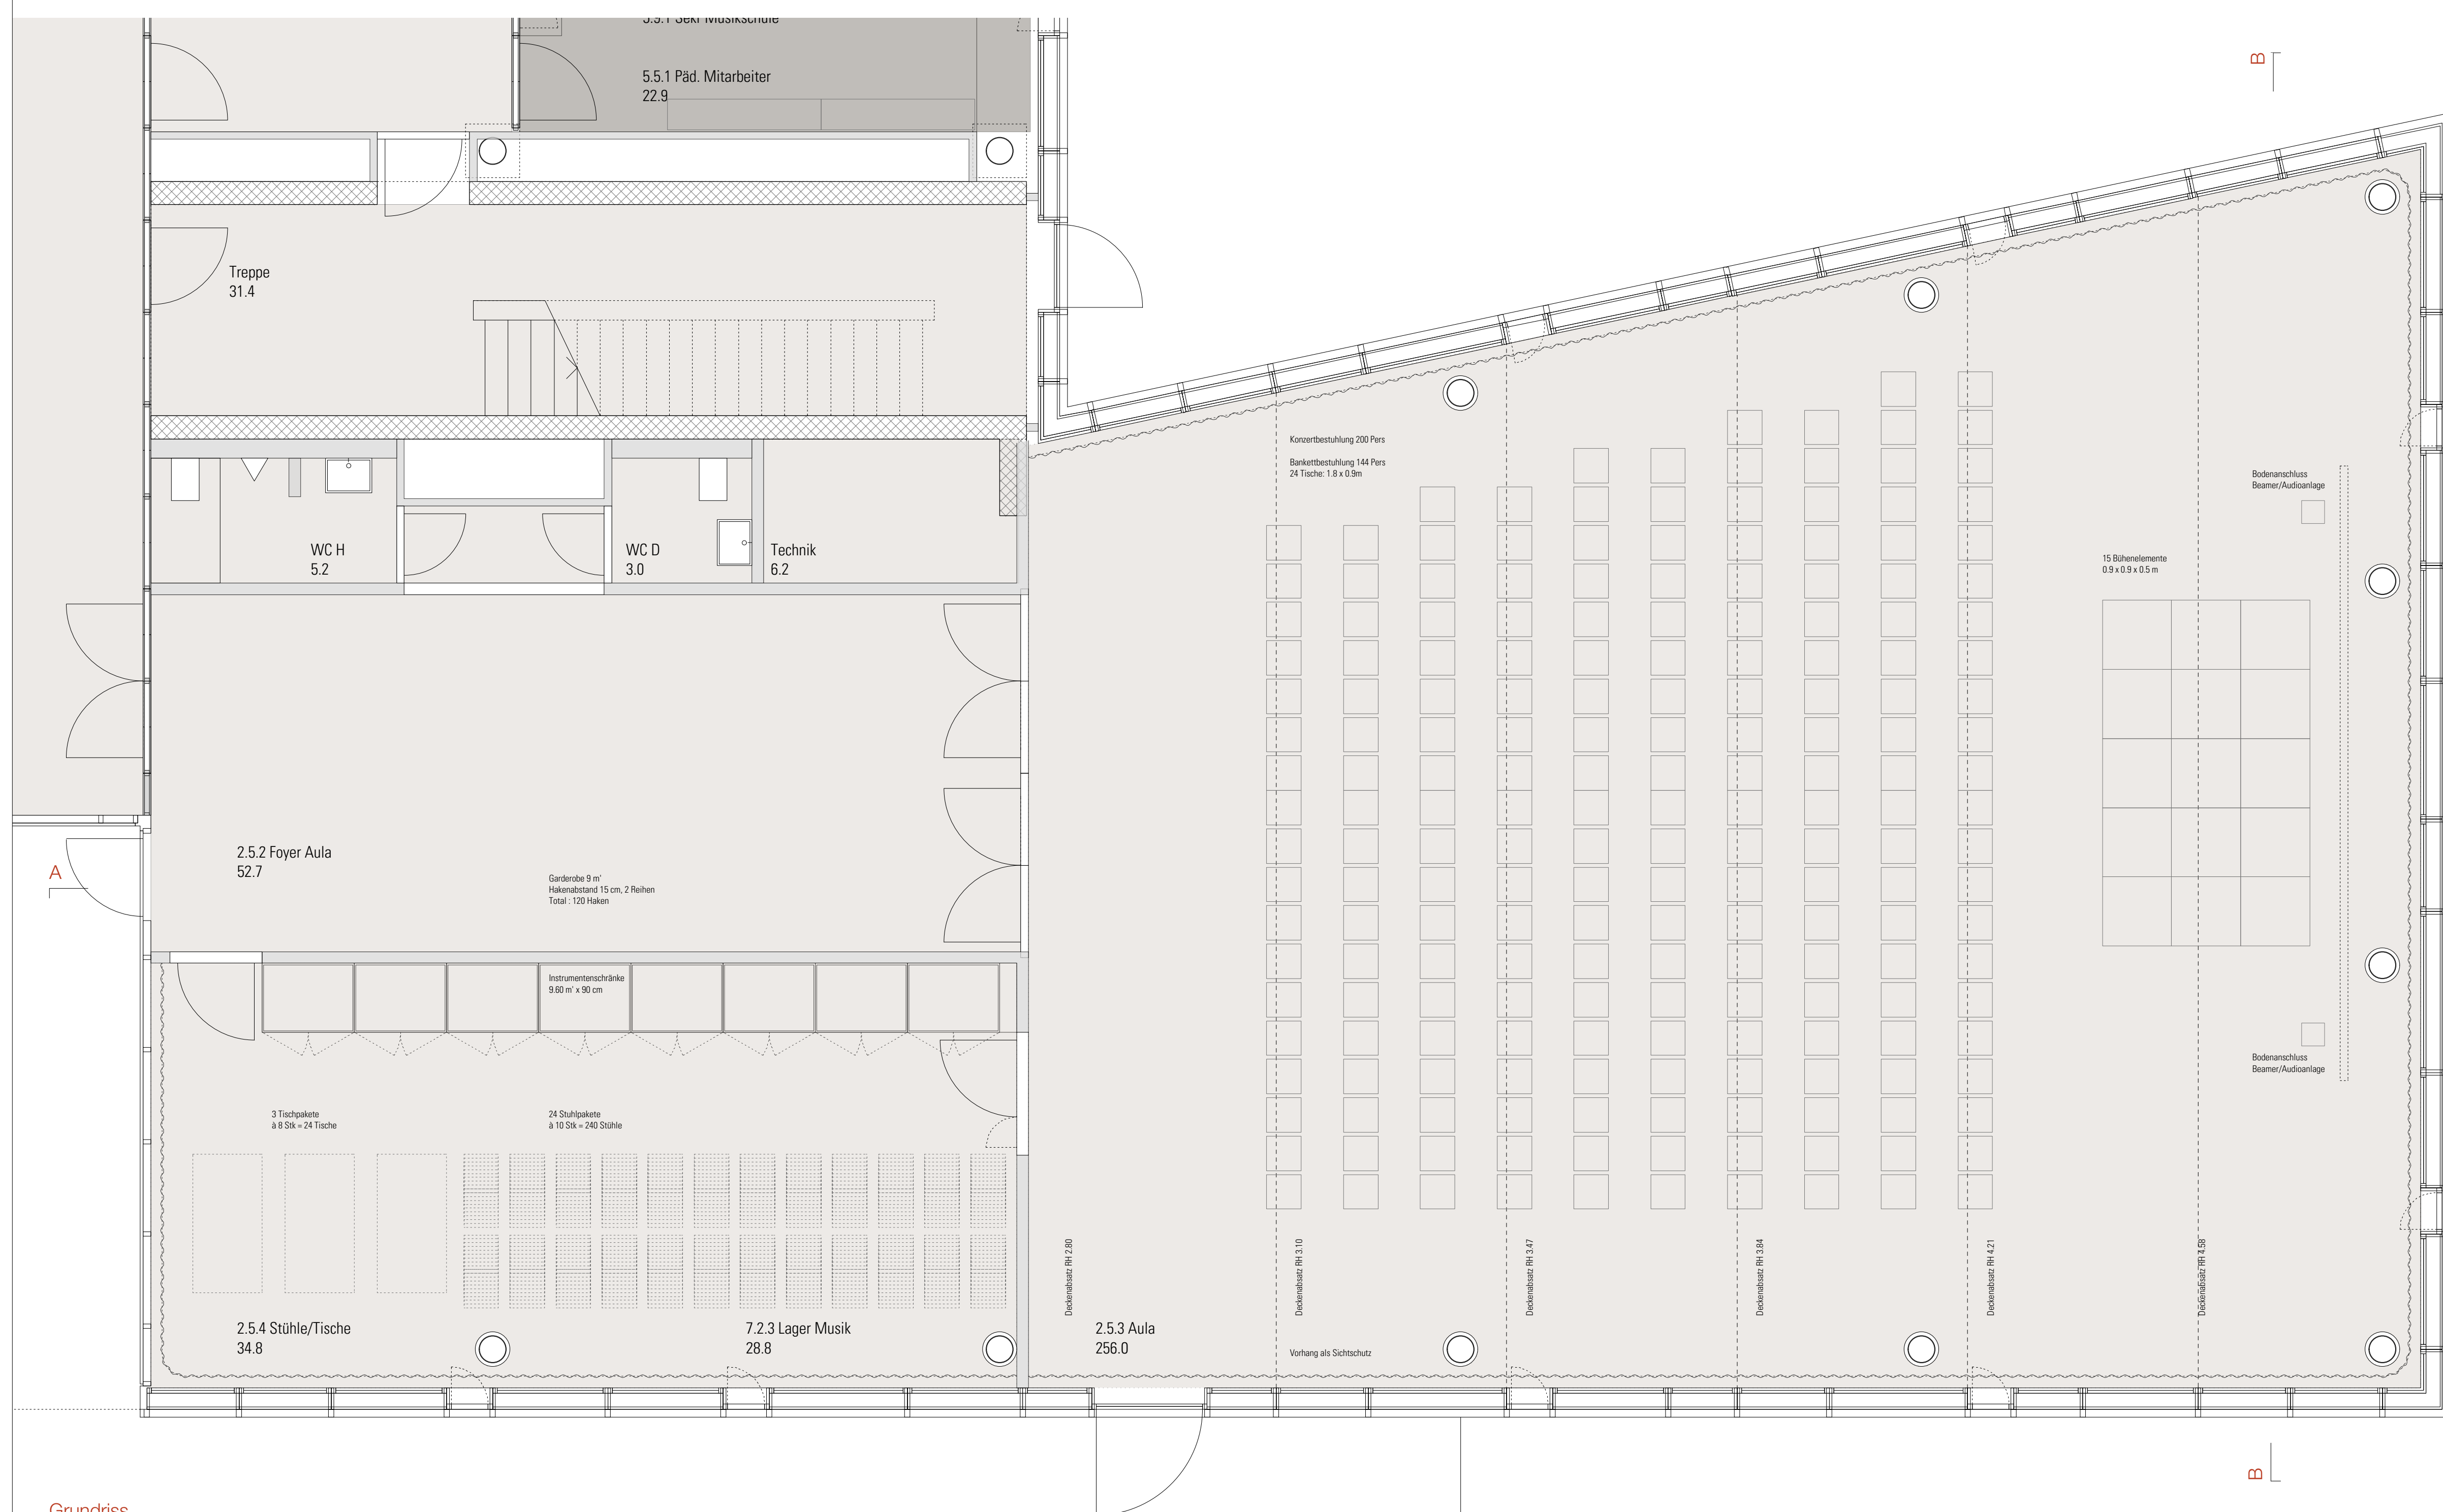 5.9.1 Sekr Musikschule
5.5.1 Päd. Mitarbeiter
22.9
B
Treppe
31.4
Konzertbestuhlung 200 Pers
Bankettbestuhlung 144 Pers
24 Tische: 1.8 x 0.9m
Bodenanschluss
Beamer/Audioanlage
WC H
5.2
WC D
3.0
Technik
6.2
15 Bühenelemente
0.9 x 0.9 x 0.5 m
2.5.2 Foyer Aula
52.7
A
Garderobe 9 m'
Hakenabstand 15 cm, 2 Reihen
Total : 120 Haken
Instrumentenschränke
9.60 m' x 90 cm
Bodenanschluss
Beamer/Audioanlage
3 Tischpakete
à 8 Stk = 24 Tische
24 Stuhlpakete
à 10 Stk = 240 Stühle
Deckenabsatz RH 2.80
Deckenabsatz RH 3.10
Deckenabsatz RH 3.47
Deckenabsatz RH 3.84
Deckenabsatz RH 4.21
Deckenabsatz RH 4.58
2.5.4 Stühle/Tische
34.8
7.2.3 Lager Musik
28.8
2.5.3 Aula
256.0
Vorhang als Sichtschutz
B
Grundriss